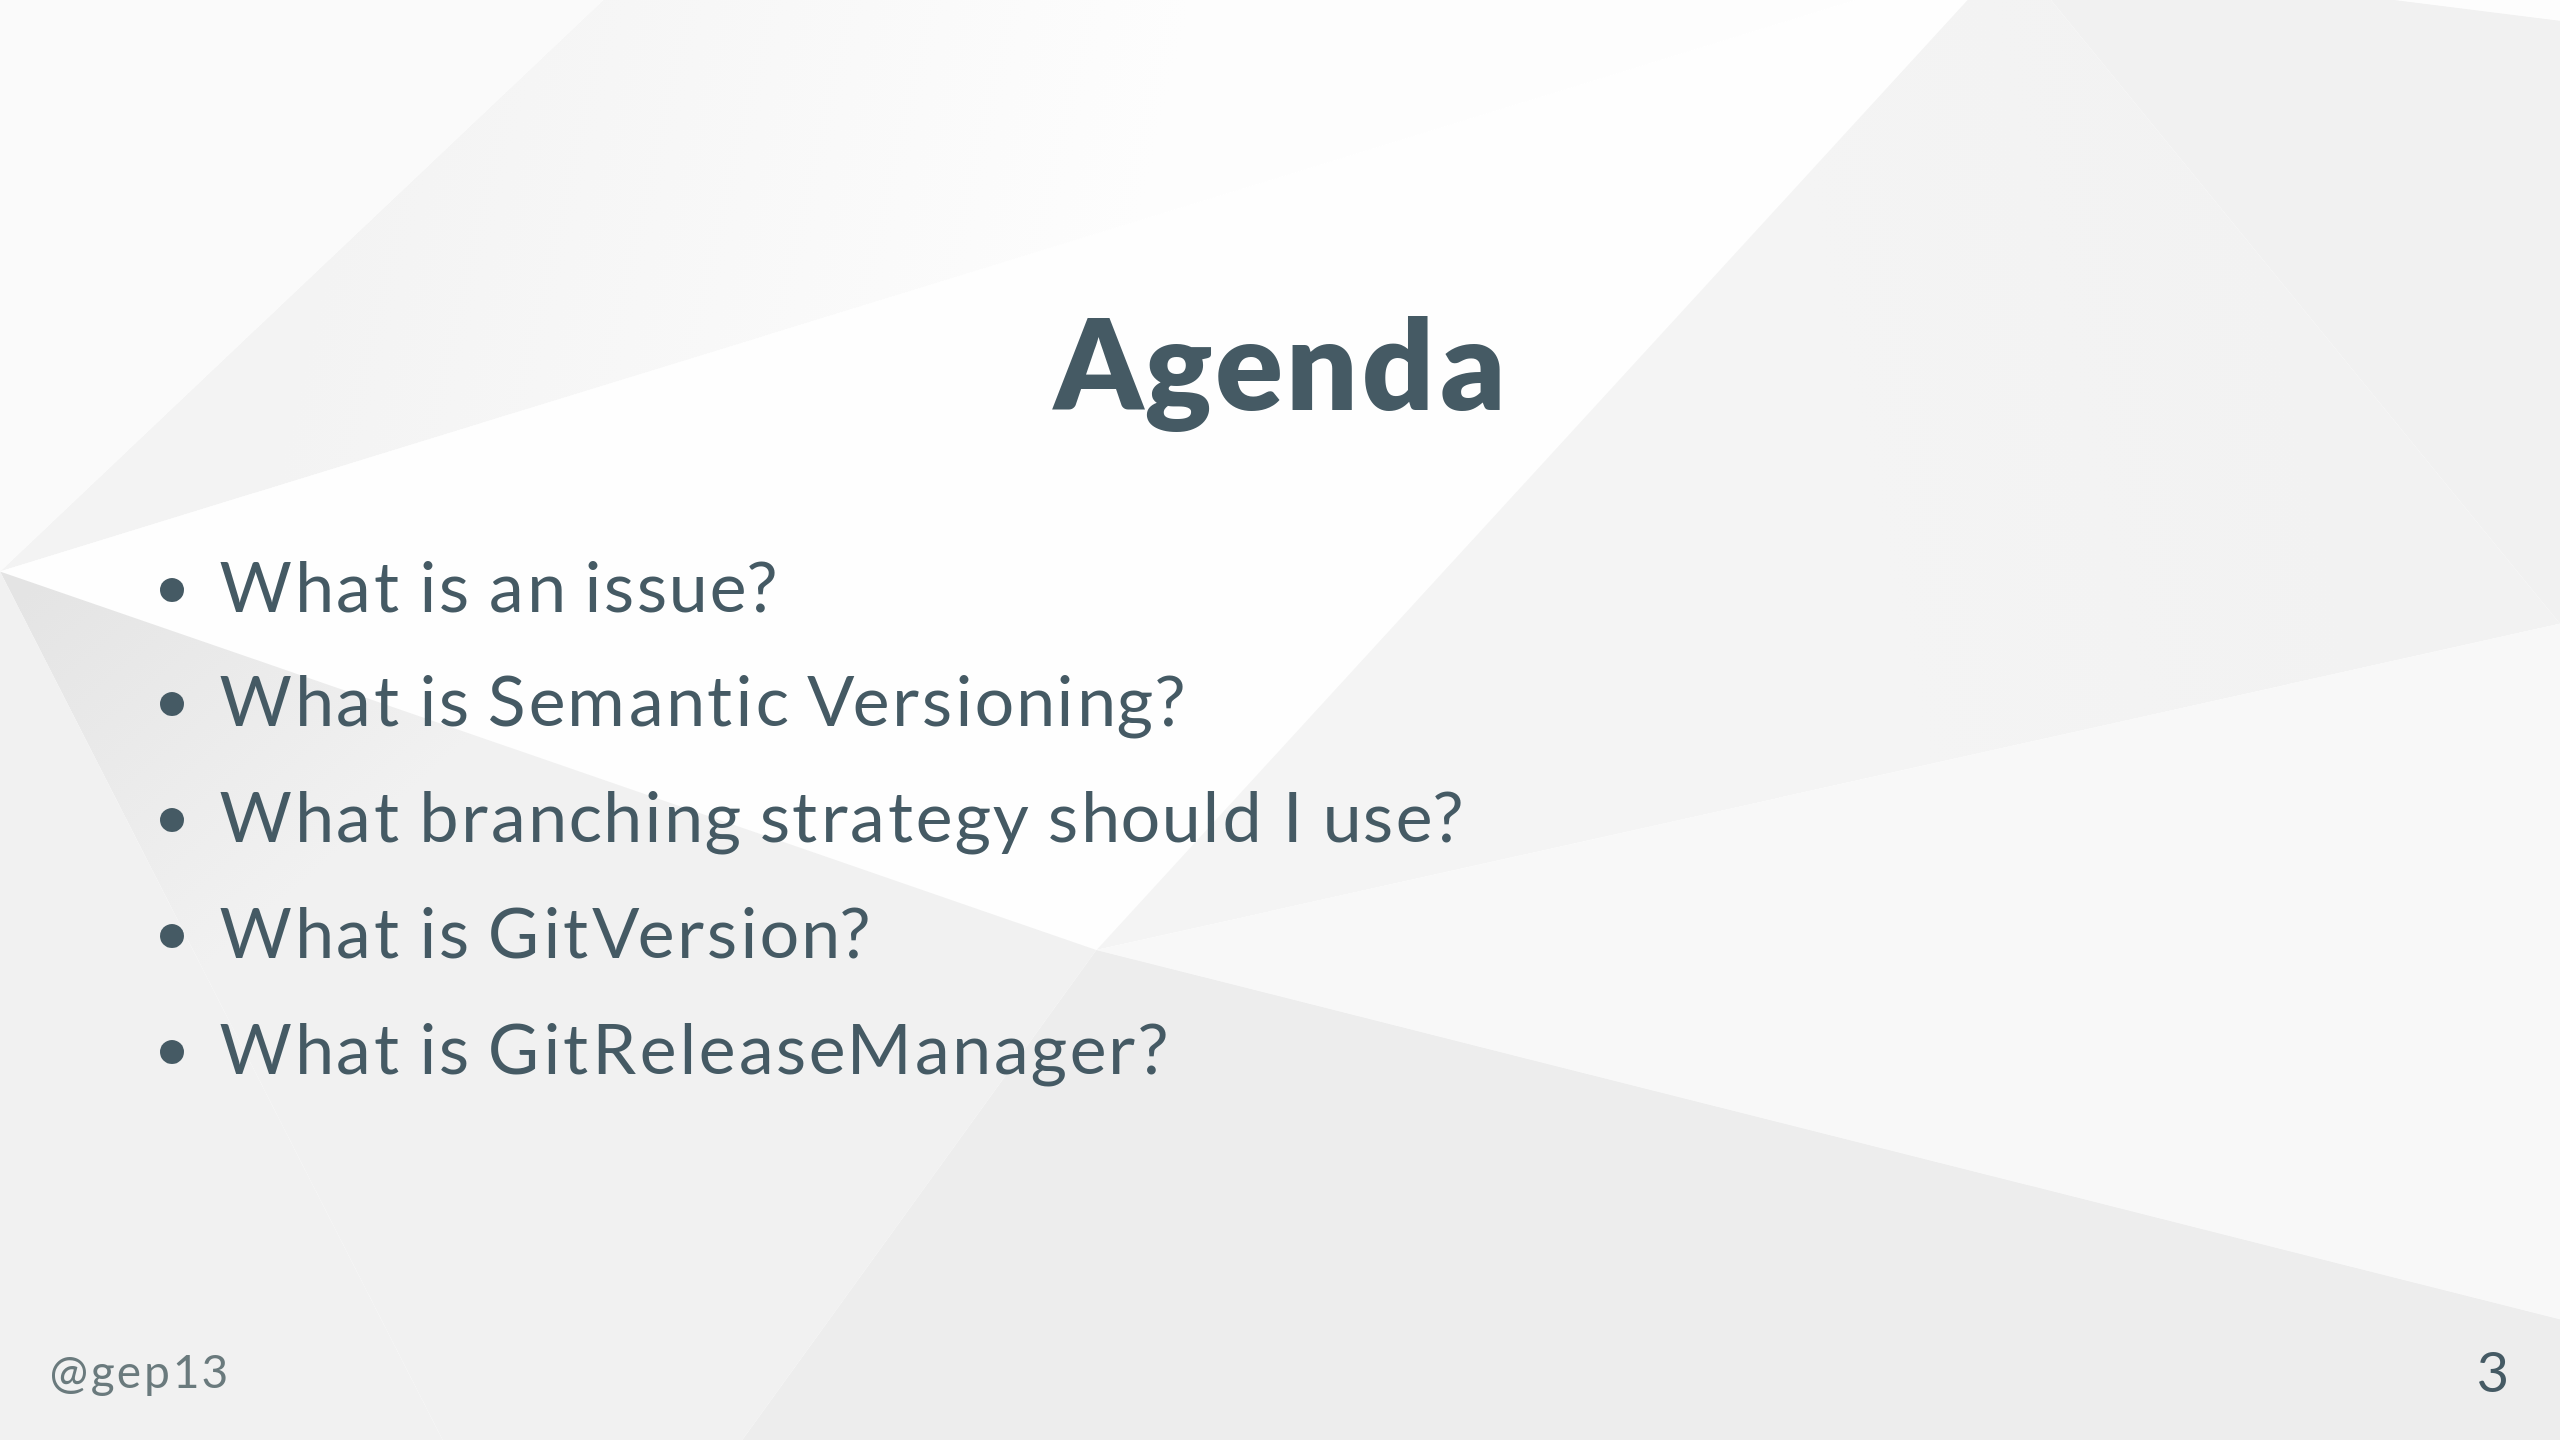 Agenda
• What is an issue?
• What is Semantic Versioning?
• What branching strategy should I use?
• What is GitVersion?
• What is GitReleaseManager?
@gep13
3